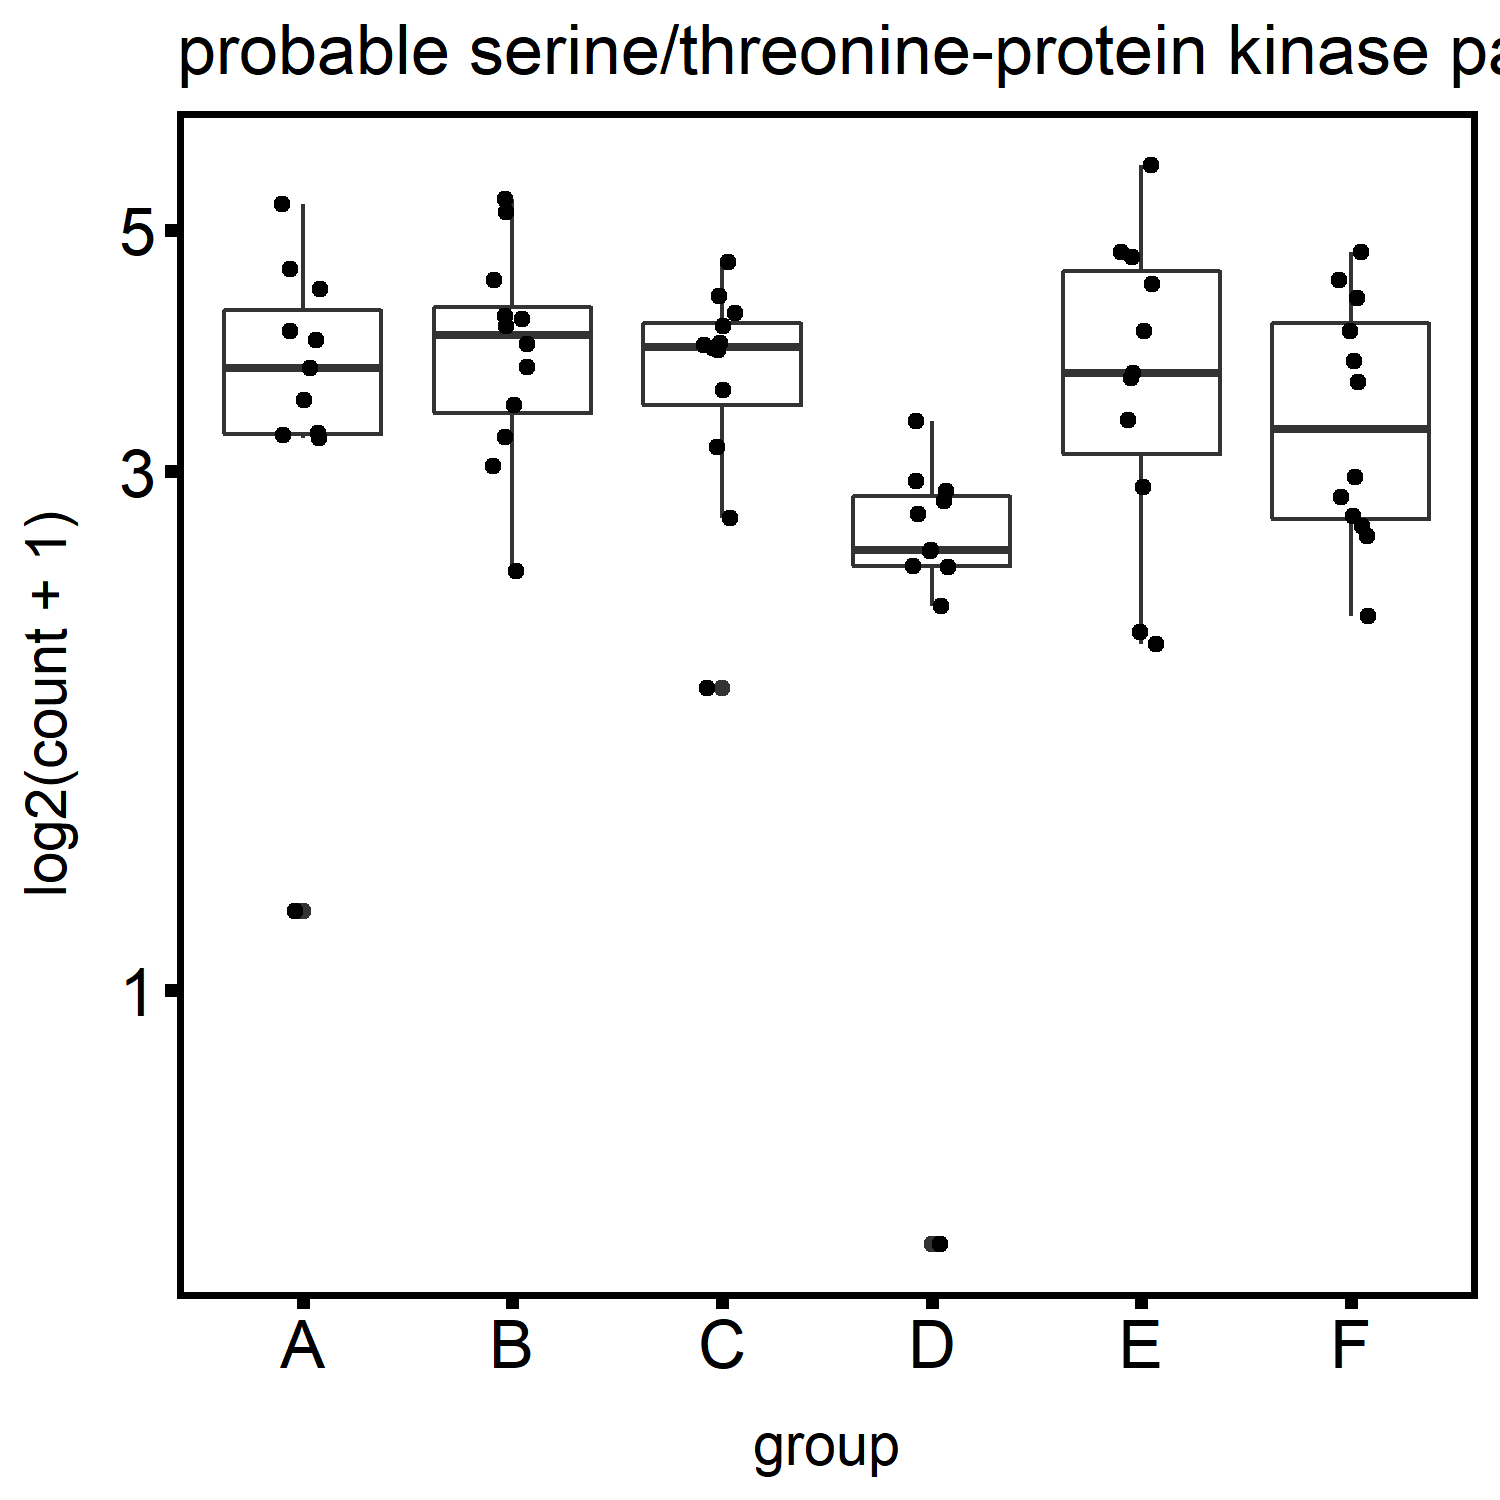 probable serine/threonine-protein kinase pa
5
3
1
log2(count + 1)
A B C D E F
group